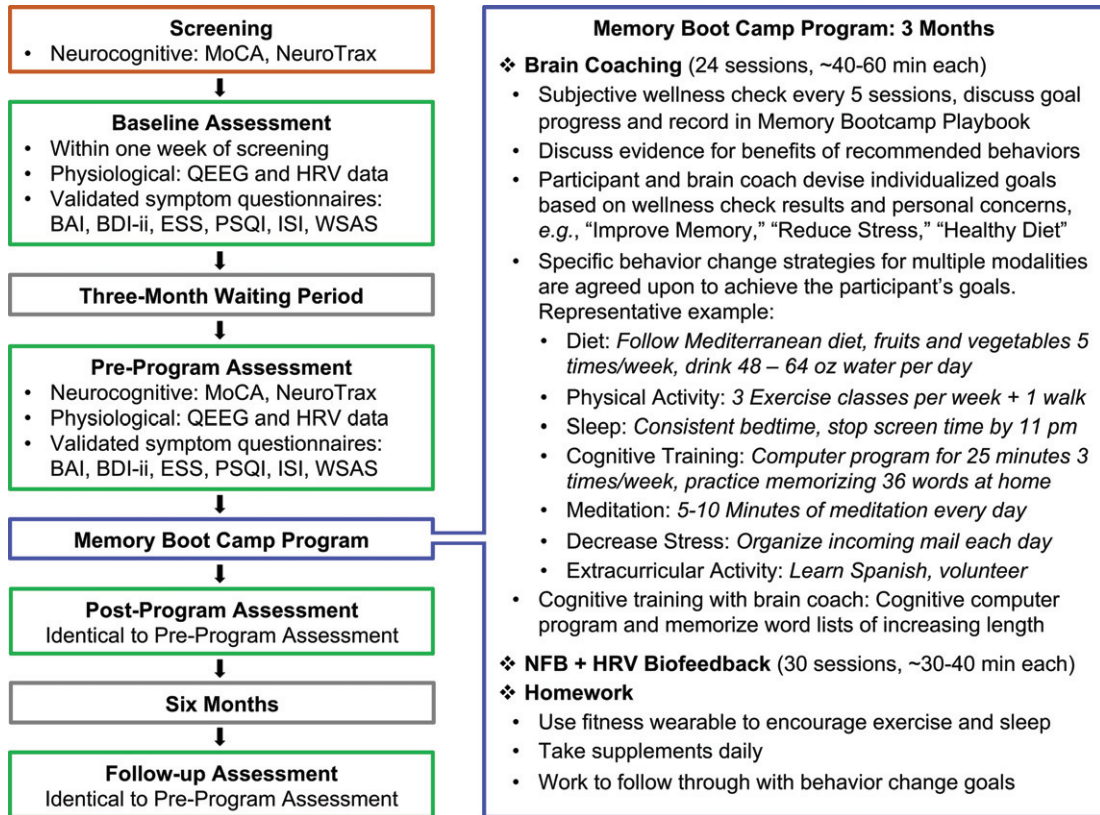 Screening
• Neurocognitive: MoCA, NeuroTrax
Baseline Assessment
• Within one week of screening
• Physiological: QEEG and HRV data
• Validated symptom questionnaires:
BAI, BDI-ii, ESS, PSQI, ISI, WSAS
Three-Month Waiting Period
Pre-Program Assessment
• Neurocognitive: MoCA, NeuroTrax
• Physiological: QEEG and HRV data
• Validated symptom questionnaires:
BAI, BDI-ii, ESS, PSQI, ISI, WSAS
Memory Boot Camp Program
Post-Program Assessment
Identical to Pre-Program Assessment
Six Months
Follow-up Assessment
Identical to Pre-Program Assessment
Memory Boot Camp Program: 3 Months
❖ Brain Coaching (24 sessions, ~40-60 min each)
• Subjective wellness check every 5 sessions, discuss goal
progress and record in Memory Bootcamp Playbook
• Discuss evidence for benefits of recommended behaviors
• Participant and brain coach devise individualized goals
based on wellness check results and personal concerns,
e.g., “Improve Memory,” “Reduce Stress,” “Healthy Diet”
• Specific behavior change strategies for multiple modalities
are agreed upon to achieve the participant’s goals.
Representative example:
• Diet: Follow Mediterranean diet, fruits and vegetables 5
times/week, drink 48 – 64 oz water per day
• Physical Activity: 3 Exercise classes per week + 1 walk
• Sleep: Consistent bedtime, stop screen time by 11 pm
• Cognitive Training: Computer program for 25 minutes 3
times/week, practice memorizing 36 words at home
• Meditation: 5-10 Minutes of meditation every day
• Decrease Stress: Organize incoming mail each day
• Extracurricular Activity: Learn Spanish, volunteer
• Cognitive training with brain coach: Cognitive computer
program and memorize word lists of increasing length
❖ NFB + HRV Biofeedback (30 sessions, ~30-40 min each)
❖ Homework
• Use fitness wearable to encourage exercise and sleep
• Take supplements daily
• Work to follow through with behavior change goals